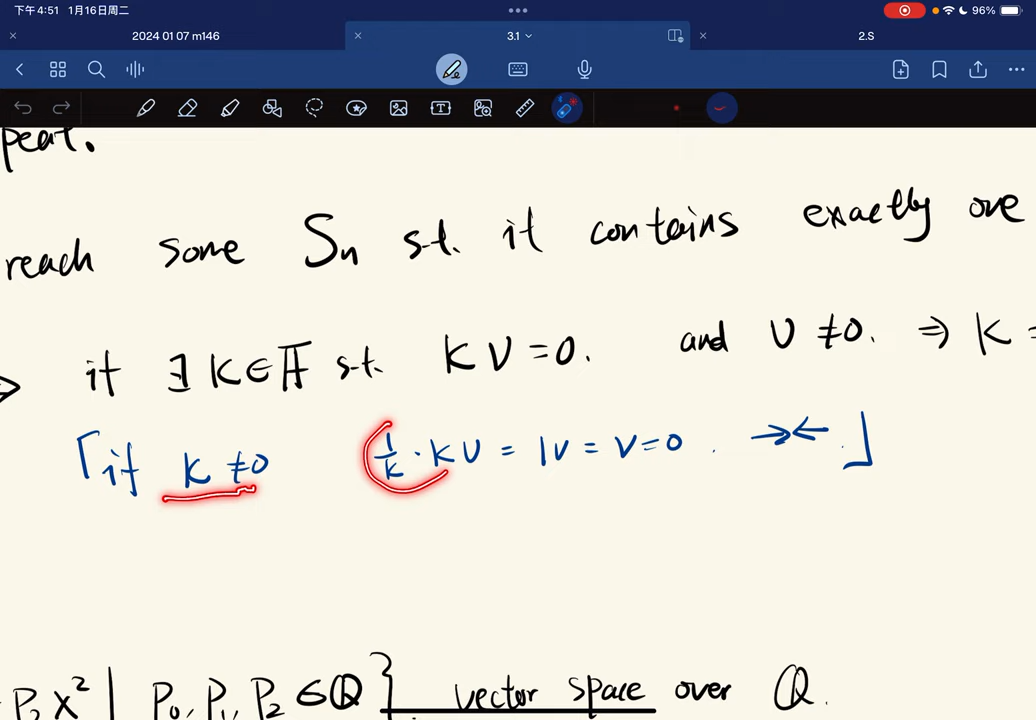 下午4:51 1月16日周二
96%
2024 01 07 m146
3.1
2.S
peat.
reach some Sn s.t. it contains exactly one
if ∃ k∈𝔽 s.t. kv=0. and v≠0. ⇒ k=
「if k≠0 1/k · kv = 1v = v=0 . →← .」
P₂x² | P₀, P₁, P₂ ∈ℚ}. vector space over ℚ.